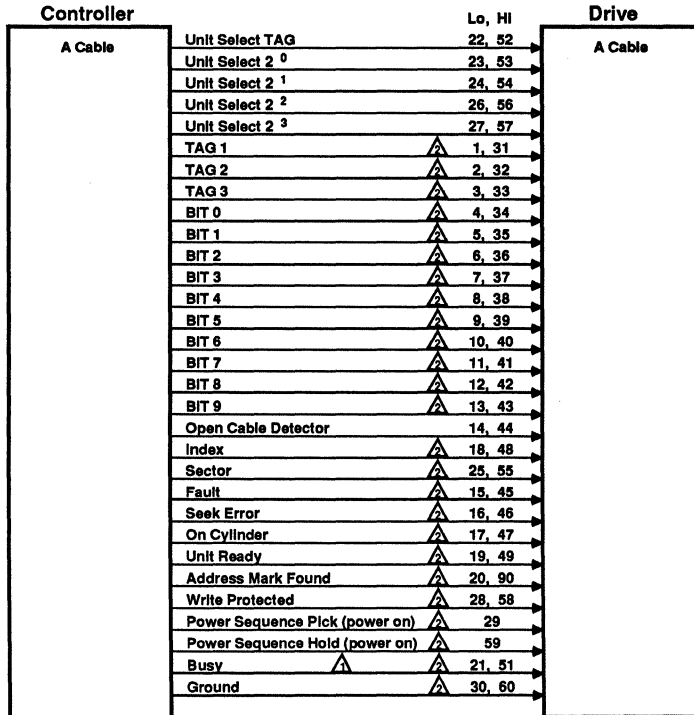 Controller
Lo, Hi
Drive
A Cable
A Cable
Unit Select TAG 22, 52
Unit Select 2 0 23, 53
Unit Select 2 1 24, 54
Unit Select 2 2 26, 56
Unit Select 2 3 27, 57
TAG 1 2 1, 31
TAG 2 2 2, 32
TAG 3 2 3, 33
BIT 0 2 4, 34
BIT 1 2 5, 35
BIT 2 2 6, 36
BIT 3 2 7, 37
BIT 4 2 8, 38
BIT 5 2 9, 39
BIT 6 2 10, 40
BIT 7 2 11, 41
BIT 8 2 12, 42
BIT 9 2 13, 43
Open Cable Detector 14, 44
Index 2 18, 48
Sector 2 25, 55
Fault 2 15, 45
Seek Error 2 16, 46
On Cylinder 2 17, 47
Unit Ready 2 19, 49
Address Mark Found 2 20, 90
Write Protected 2 28, 58
Power Sequence Pick (power on) 2 29
Power Sequence Hold (power on) 2 59
Busy 1 2 21, 51
Ground 2 30, 60